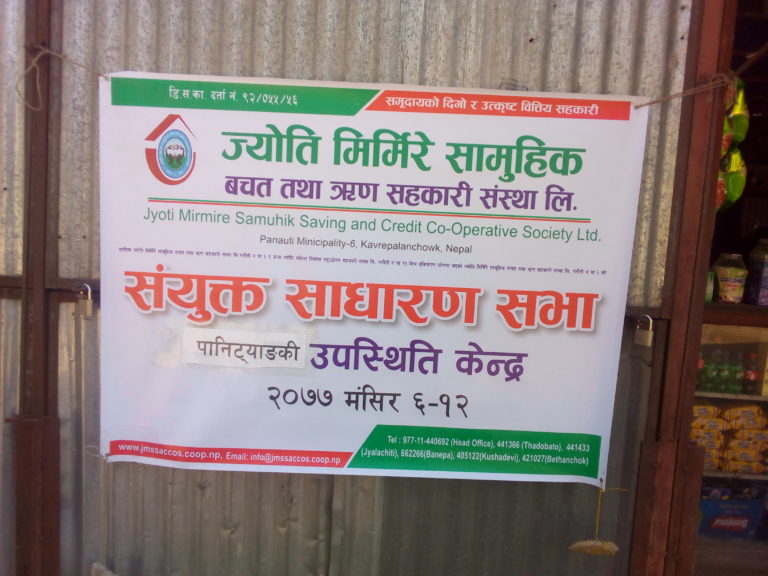 डि.स.का. दर्ता नं. ९२/०५५/५६
समुदायको दिगो र उत्कृष्ट वित्तिय सहकारी
ज्योति मिर्मिरे सामुहिक
बचत तथा ऋण सहकारी संस्था लि.
Jyoti Mirmire Samuhik Saving and Credit Co-Operative Society Ltd.
Panauti Minicipality-6, Kavrepalanchowk, Nepal
संयुक्त साधारण सभा
पानिट्याङकी उपस्थिति केन्द्र
२०७७ मंसिर ६-१२
www.jmssaccos.coop.np, Email: info@jmssaccos.coop.np
Tel : 977-11-440692 (Head Office), 441366 (Thadobato), 441433
(Jyalachiti), 662266(Banepa), 405122(Kushadevi), 421027(Bethanchok)